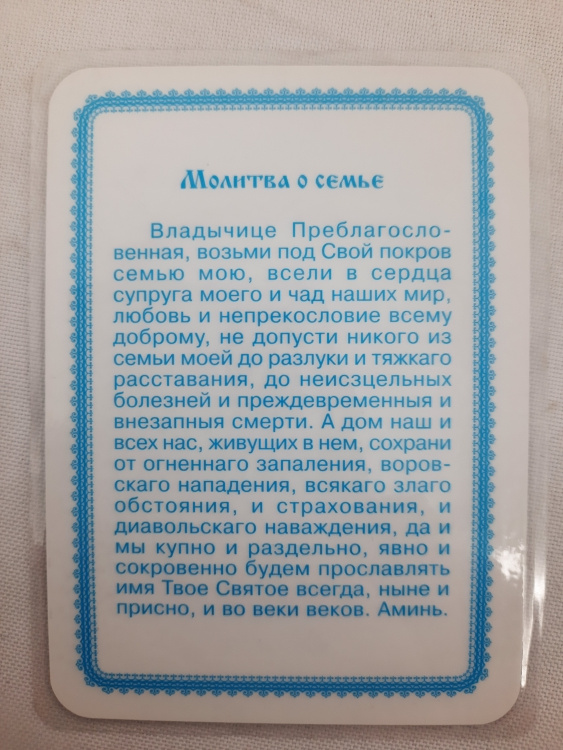 Молитва о семье
Владычице Преблагосло-
венная, возьми под Свой покров
семью мою, всели в сердца
супруга моего и чад наших мир,
любовь и непрекословие всему
доброму, не допусти никого из
семьи моей до разлуки и тяжкаго
расставания, до неисзцельных
болезней и преждевременныя и
внезапныя смерти. А дом наш и
всех нас, живущих в нем, сохрани
от огненнаго запаления, воров-
скаго нападения, всякаго злаго
обстояния, и страхования, и
диавольскаго наваждения, да и
мы купно и раздельно, явно и
сокровенно будем прославлять
имя Твое Святое всегда, ныне и
присно, и во веки веков. Аминь.